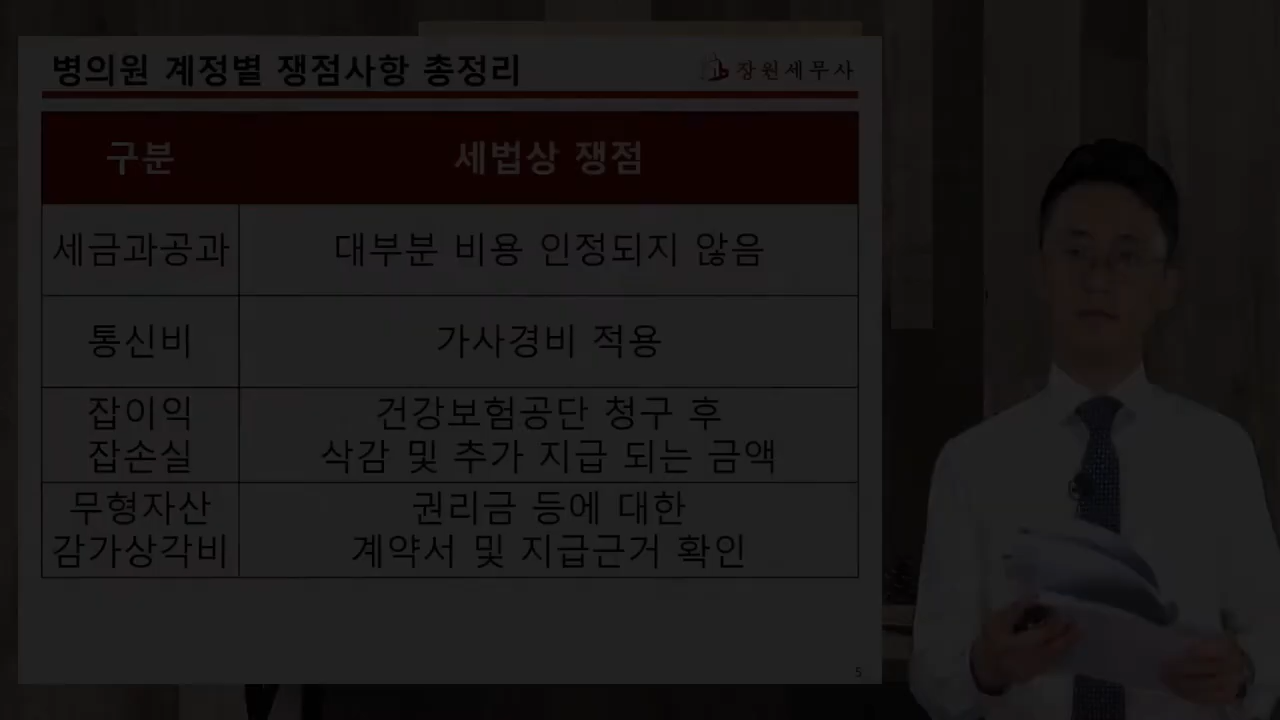 병의원 계정별 쟁점사항 총정리
장원세무사
구분 세법상 쟁점
세금과공과 대부분 비용 인정되지 않음
통신비 가사경비 적용
잡이익 건강보험공단 청구 후
잡손실 삭감 및 추가 지급 되는 금액
무형자산 권리금 등에 대한
감가상각비 계약서 및 지급근거 확인
5